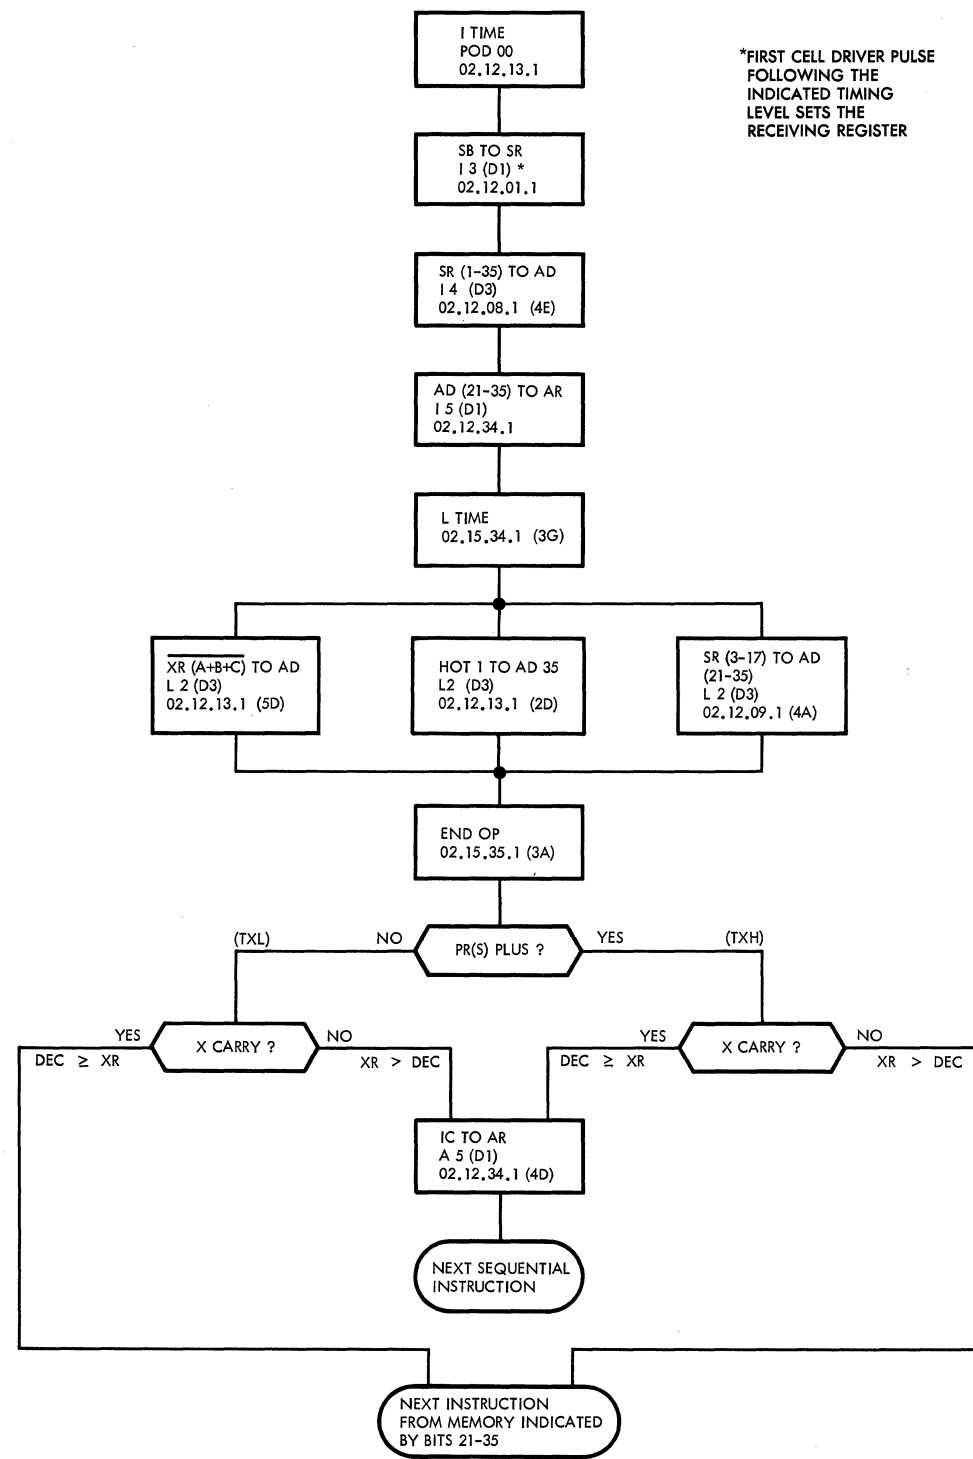 I TIME
POD 00
02.12.13.1
*FIRST CELL DRIVER PULSE
FOLLOWING THE
INDICATED TIMING
LEVEL SETS THE
RECEIVING REGISTER
SB TO SR
I 3 (D1) *
02.12.01.1
SR (1-35) TO AD
I 4 (D3)
02.12.08.1 (4E)
AD (21-35) TO AR
I 5 (D1)
02.12.34.1
L TIME
02.15.34.1 (3G)
XR (A+B+C) TO AD
L 2 (D3)
02.12.13.1 (5D)
HOT 1 TO AD 35
L2 (D3)
02.12.13.1 (2D)
SR (3-17) TO AD
(21-35)
L 2 (D3)
02.12.09.1 (4A)
END OP
02.15.35.1 (3A)
(TXL) NO PR(S) PLUS ? YES (TXH)
YES X CARRY ? NO YES X CARRY ? NO
DEC ≥ XR XR > DEC DEC ≥ XR XR > DEC
IC TO AR
A 5 (D1)
02.12.34.1 (4D)
NEXT SEQUENTIAL
INSTRUCTION
NEXT INSTRUCTION
FROM MEMORY INDICATED
BY BITS 21-35